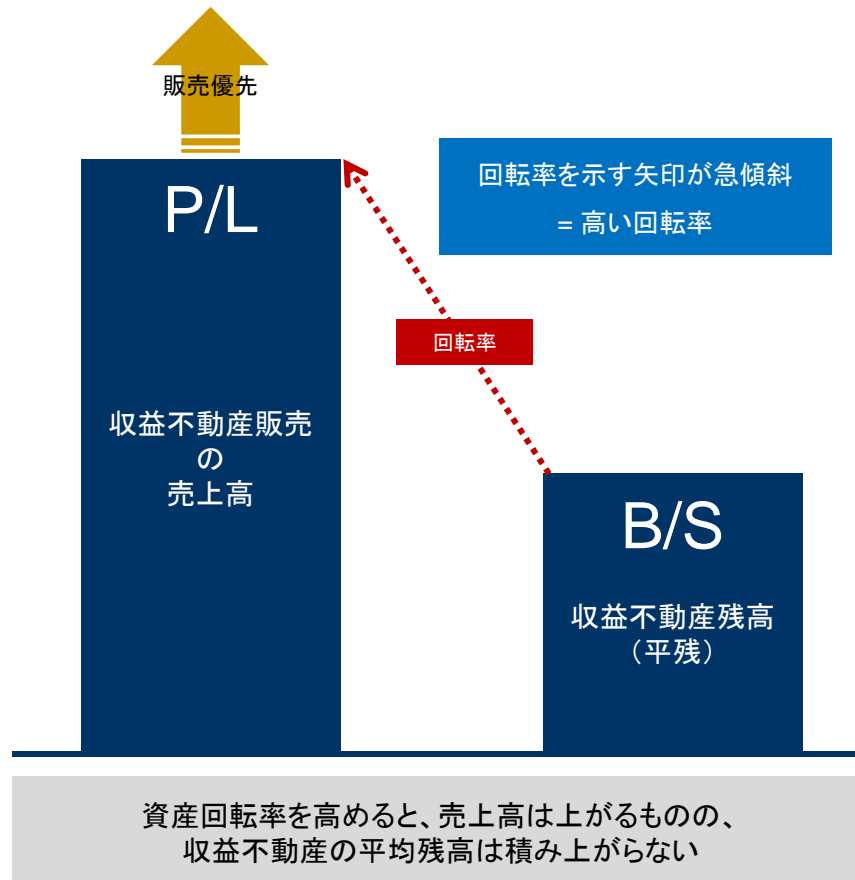 販売優先
P/L
回転率を示す矢印が急傾斜
= 高い回転率
回転率
収益不動産販売
の
売上高
B/S
収益不動産残高
（平残）
資産回転率を高めると、売上高は上がるものの、
収益不動産の平均残高は積み上がらない